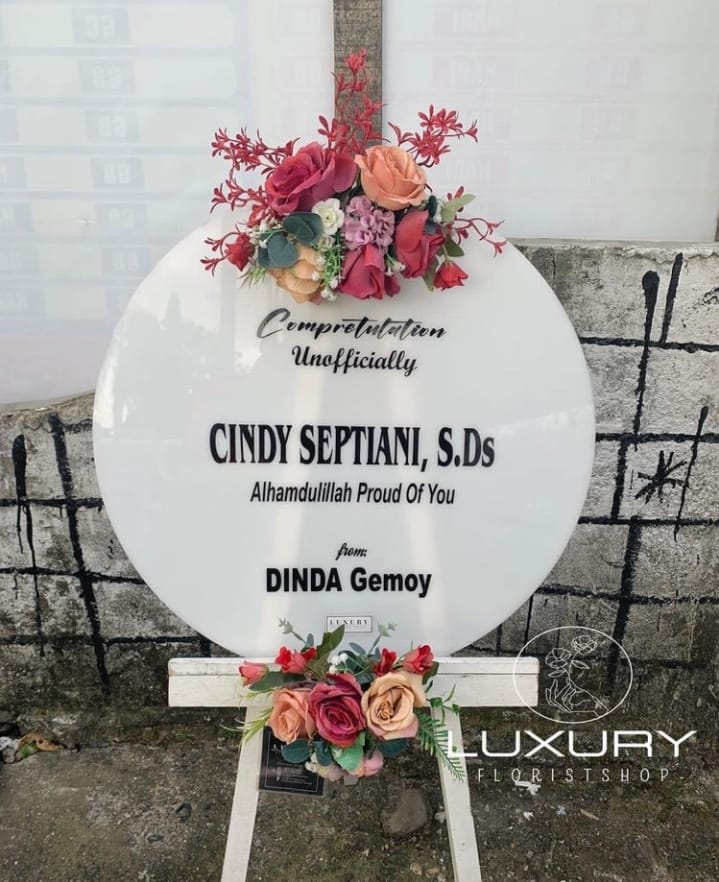 Compretulation
Unofficially
CINDY SEPTIANI, S.Ds
Alhamdulillah Proud Of You
from:
DINDA Gemoy
LUXURY
LUXURY
- FLORISTSHOP -